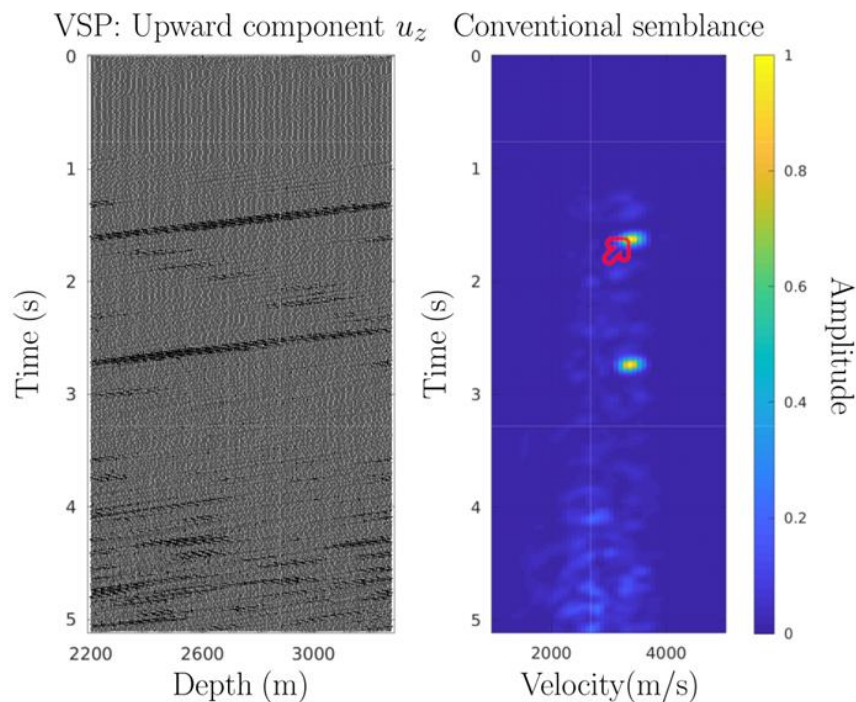 VSP: Upward component u_z Conventional semblance
0
1
2
3
4
5
Time (s)
2200 2600 3000
Depth (m)
0
1
2
3
4
5
Time (s)
2000 4000
Velocity(m/s)
1
0.8
0.6
0.4
0.2
0
Amplitude